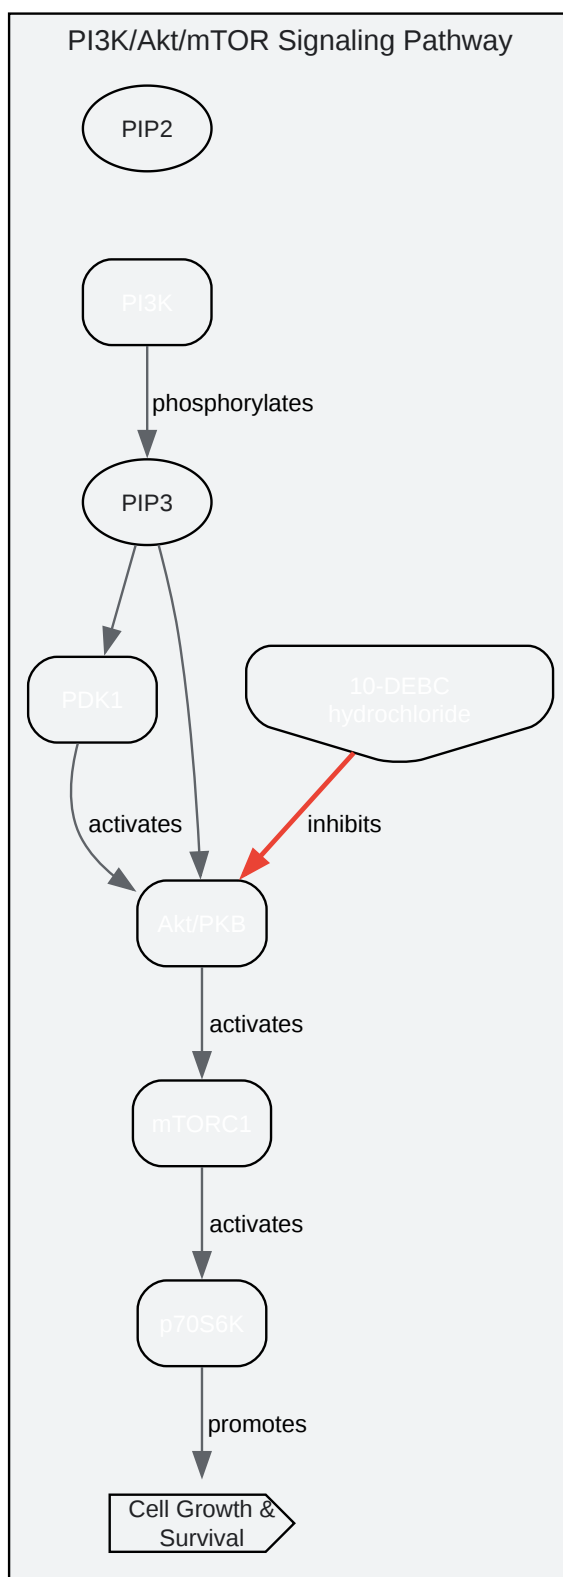 PI3K/Akt/mTOR Signaling Pathway
PIP2
PI3K
phosphorylates
PIP3
PDK1
10-DEBC
hydrochloride
activates
inhibits
Akt/PKB
activates
mTORC1
activates
p70S6K
promotes
Cell Growth &
Survival